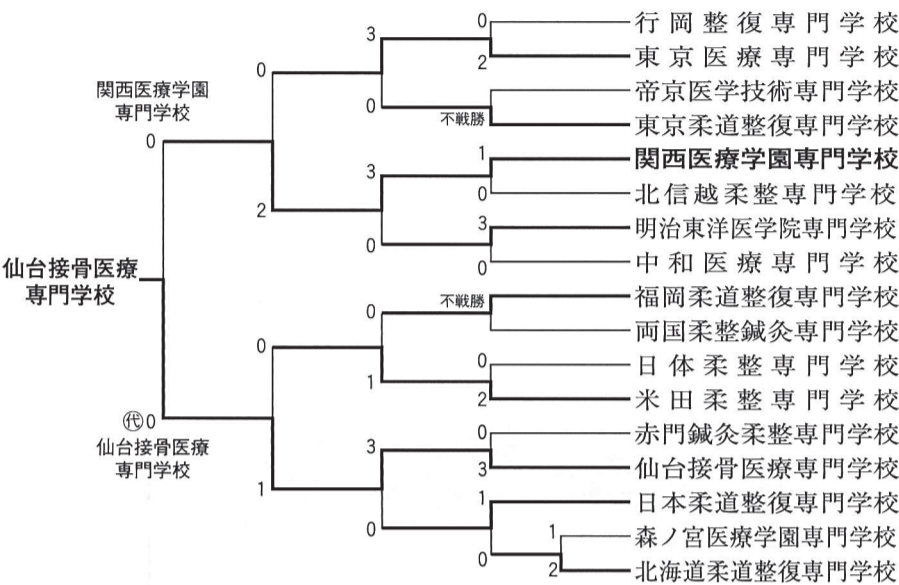 関西医療学園
専門学校
0
仙台接骨医療
専門学校
代0
仙台接骨医療
専門学校
0
2
0
1
3
0
3
0
0
1
3
0
0
2
不戦勝
1
0
3
0
不戦勝
0
2
0
3
1
0
1
2
行岡整復専門学校
東京医療専門学校
帝京医学技術専門学校
東京柔道整復専門学校
関西医療学園専門学校
北信越柔整専門学校
明治東洋医学院専門学校
中和医療専門学校
福岡柔道整復専門学校
両国柔整鍼灸専門学校
日体柔整専門学校
米田柔整専門学校
赤門鍼灸柔整専門学校
仙台接骨医療専門学校
日本柔道整復専門学校
森ノ宮医療学園専門学校
北海道柔道整復専門学校